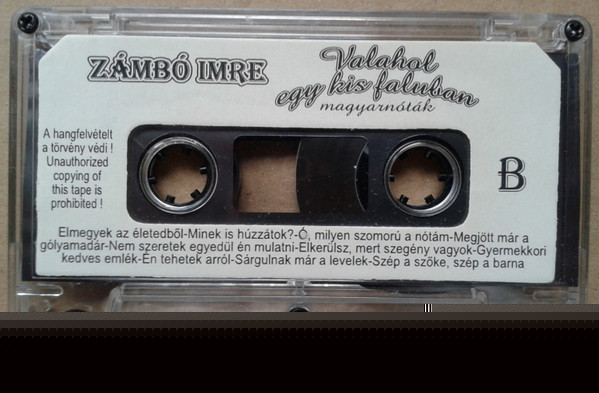 ZÁMBÓ IMRE
Valahol
egy kis faluban
magyarnóták
A hangfelvételt
a törvény védi !
Unauthorized
copying of
this tape is
prohibited !
B
Elmegyek az életedből-Minek is húzzátok?-Ó, milyen szomorú a nótám-Megjött már a
gólyamadár-Nem szeretek egyedül én mulatni-Elkerülsz, mert szegény vagyok-Gyermekkori
kedves emlék-Én tehetek arról-Sárgulnak már a levelek-Szép a szőke, szép a barna